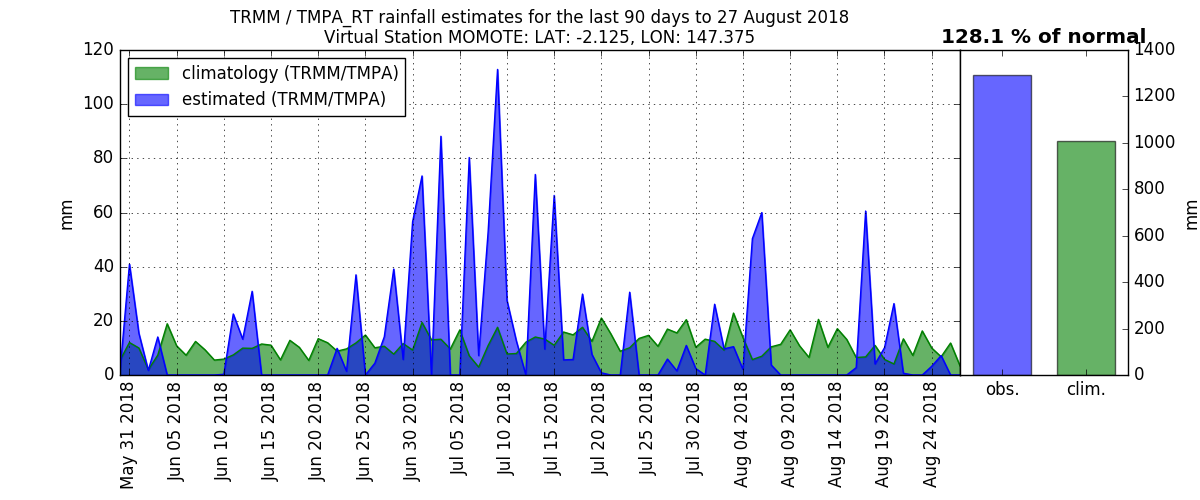 TRMM / TMPA_RT rainfall estimates for the last 90 days to 27 August 2018
Virtual Station MOMOTE: LAT: -2.125, LON: 147.375
128.1 % of normal
climatology (TRMM/TMPA)
estimated (TRMM/TMPA)
mm
120
100
80
60
40
20
0
May 31 2018
Jun 05 2018
Jun 10 2018
Jun 15 2018
Jun 20 2018
Jun 25 2018
Jun 30 2018
Jul 05 2018
Jul 10 2018
Jul 15 2018
Jul 20 2018
Jul 25 2018
Jul 30 2018
Aug 04 2018
Aug 09 2018
Aug 14 2018
Aug 19 2018
Aug 24 2018
1400
1200
1000
800
600
400
200
0
mm
obs.
clim.